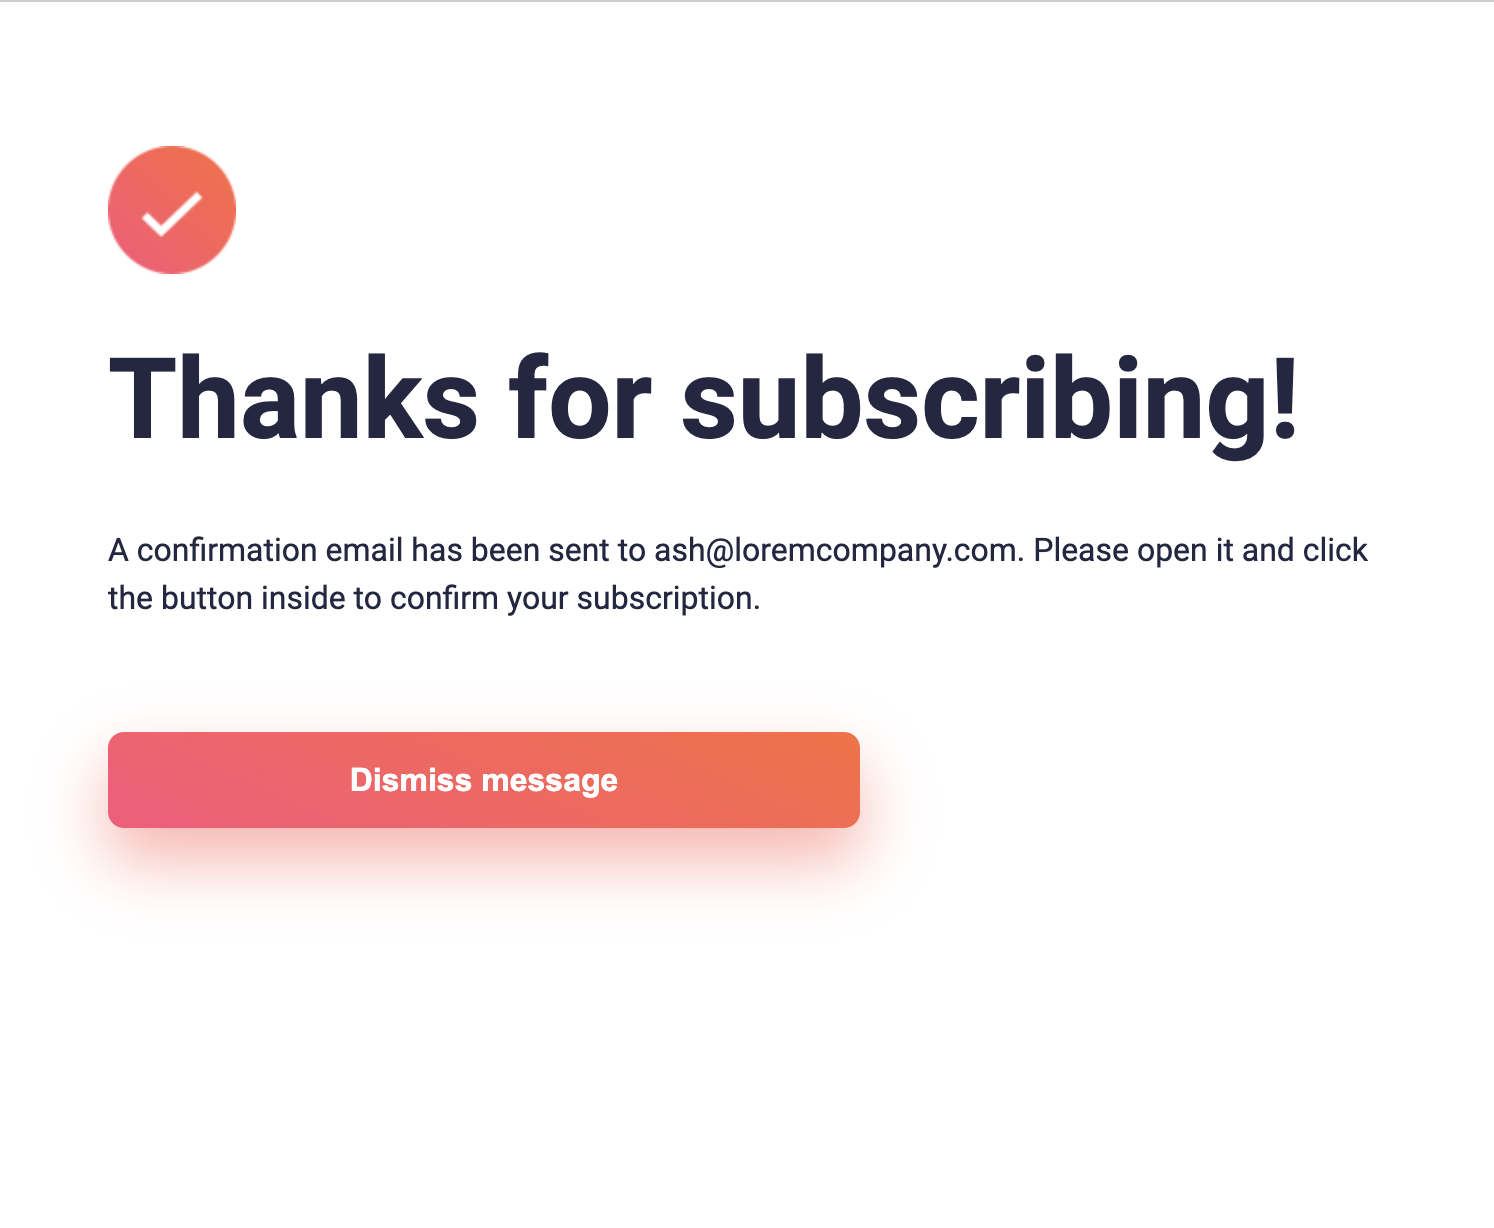 Thanks for subscribing!
A confirmation email has been sent to ash@loremcompany.com. Please open it and click
the button inside to confirm your subscription.
Dismiss message